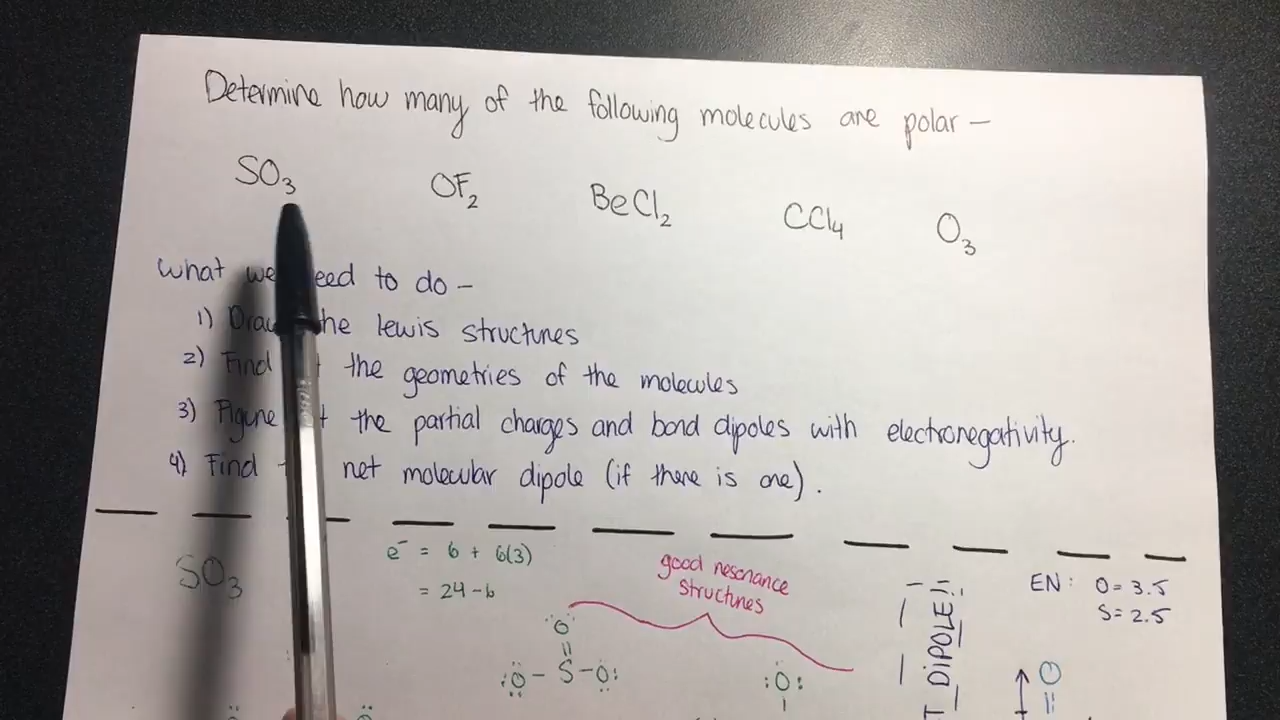 Determine how many of the following molecules are polar -
SO3 OF2 BeCl2 CCl4 O3
what we need to do -
1) Draw the lewis structures
2) Find the geometries of the molecules
3) Figure the partial charges and bond dipoles with electronegativity.
4) Find net molecular dipole (if there is one).
SO3
e⁻ = 6 + 6(3)
= 24 - 6
good resonance
structures
EN: O = 3.5
S = 2.5
DIPOLE!!
O
O - S - O
O
O